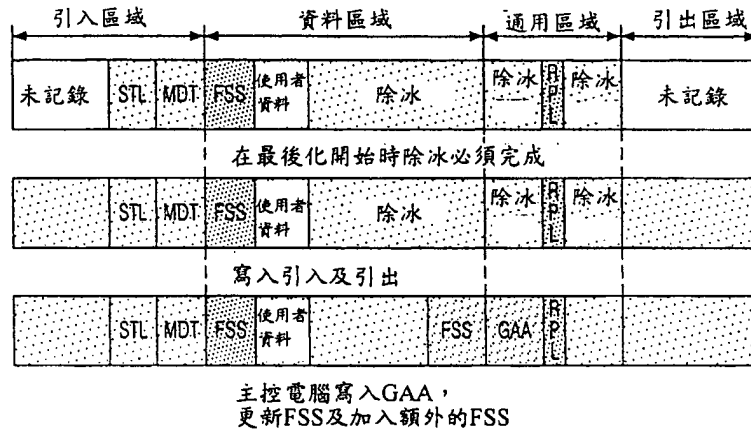 引入區域 資料區域 通用區域 引出區域
未記錄 STL MDT FSS 使用者資料 除冰 除冰 RPL 除冰 未記錄
在最後化開始時除冰必須完成
STL MDT FSS 使用者資料 除冰 除冰 RPL 除冰
寫入引入及引出
STL MDT FSS 使用者資料 FSS GAA RPL
主控電腦寫入GAA，
更新FSS及加入額外的FSS